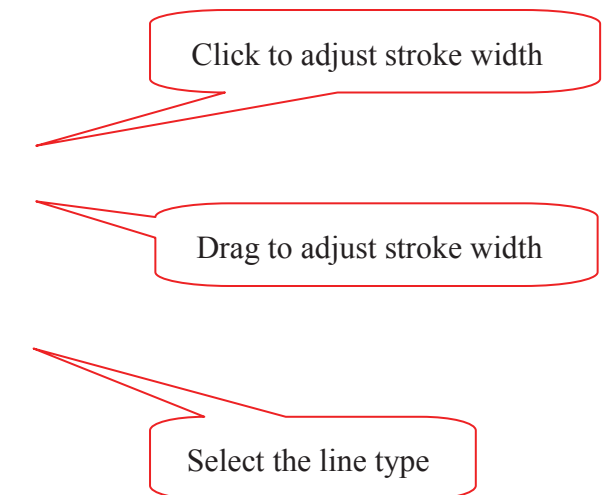 Click to adjust stroke width
Drag to adjust stroke width
Select the line type